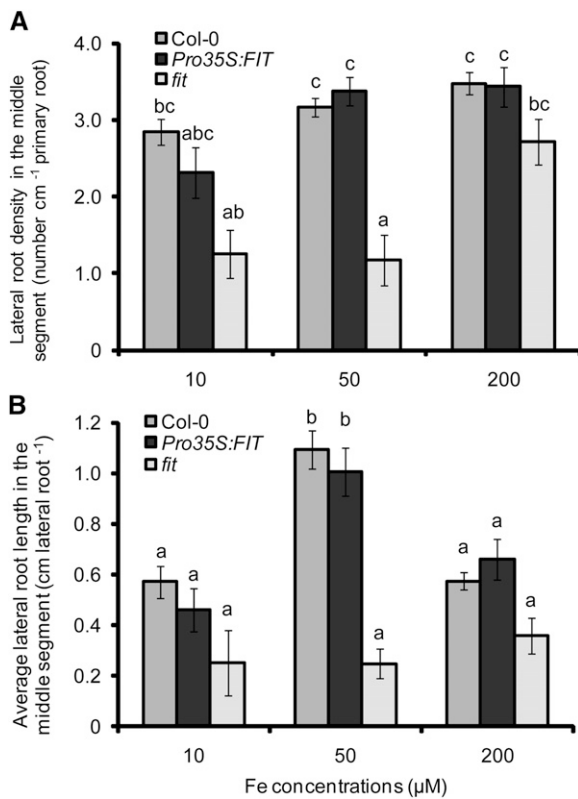 A
Col-0
Pro35S:FIT
fit
Lateral root density in the middle
segment (number cm⁻¹ primary root)
4.0
3.0
2.0
1.0
0
bc
abc
ab
c
c
a
c
c
bc
10
50
200
B
Col-0
Pro35S:FIT
fit
Average lateral root length in the
middle segment (cm lateral root⁻¹)
1.2
1.0
0.8
0.6
0.4
0.2
0
a
a
a
b
b
a
a
a
a
10
50
200
Fe concentrations (µM)